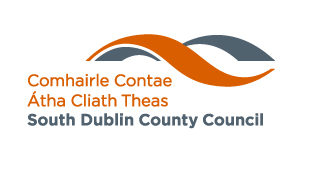 Comhairle Contae
Átha Cliath Theas
South Dublin County Council